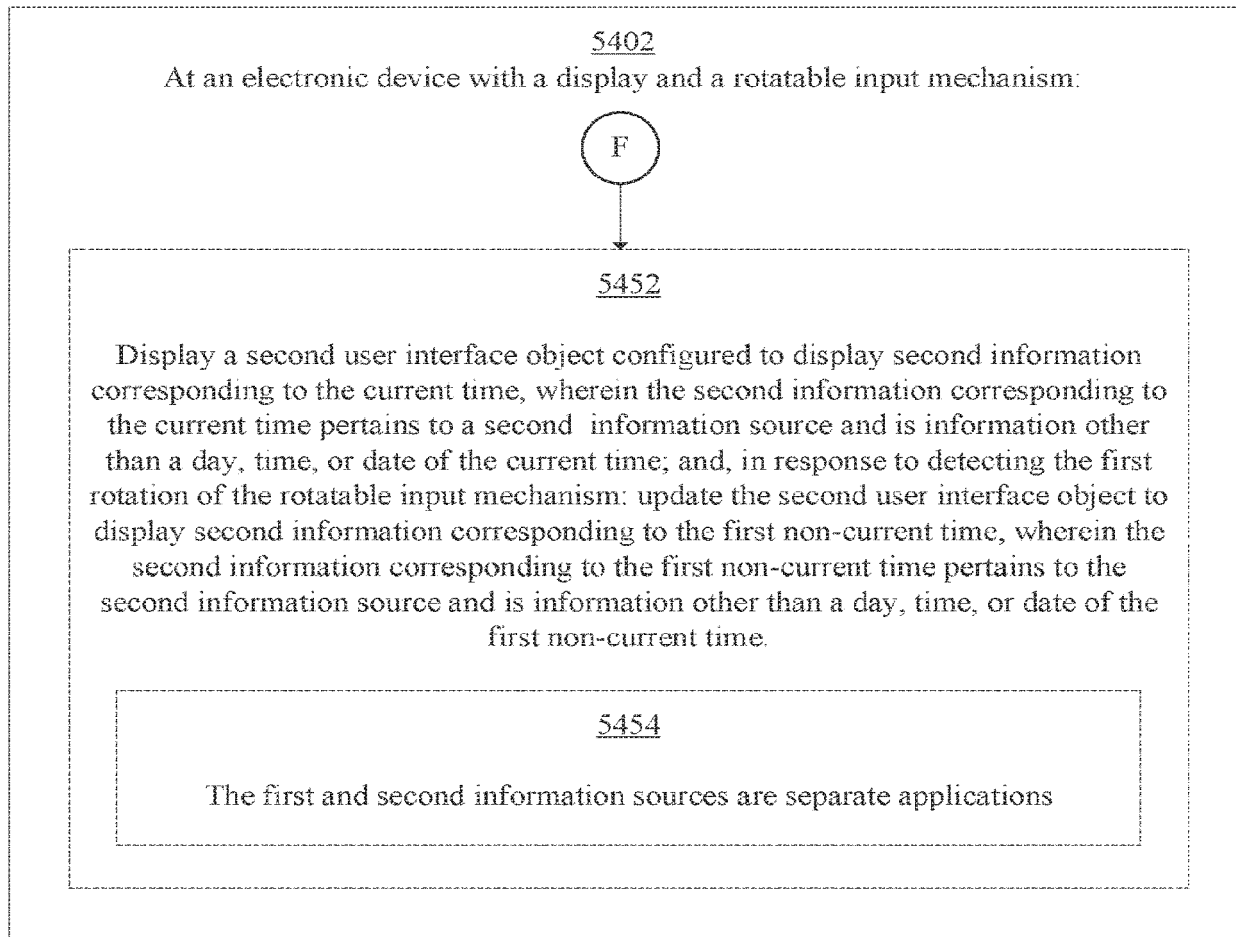 5402
At an electronic device with a display and a rotatable input mechanism:
F
5452
Display a second user interface object configured to display second information
corresponding to the current time, wherein the second information corresponding to
the current time pertains to a second information source and is information other
than a day, time, or date of the current time; and, in response to detecting the first
rotation of the rotatable input mechanism: update the second user interface object to
display second information corresponding to the first non-current time, wherein the
second information corresponding to the first non-current time pertains to the
second information source and is information other than a day, time, or date of the
first non-current time.
5454
The first and second information sources are separate applications